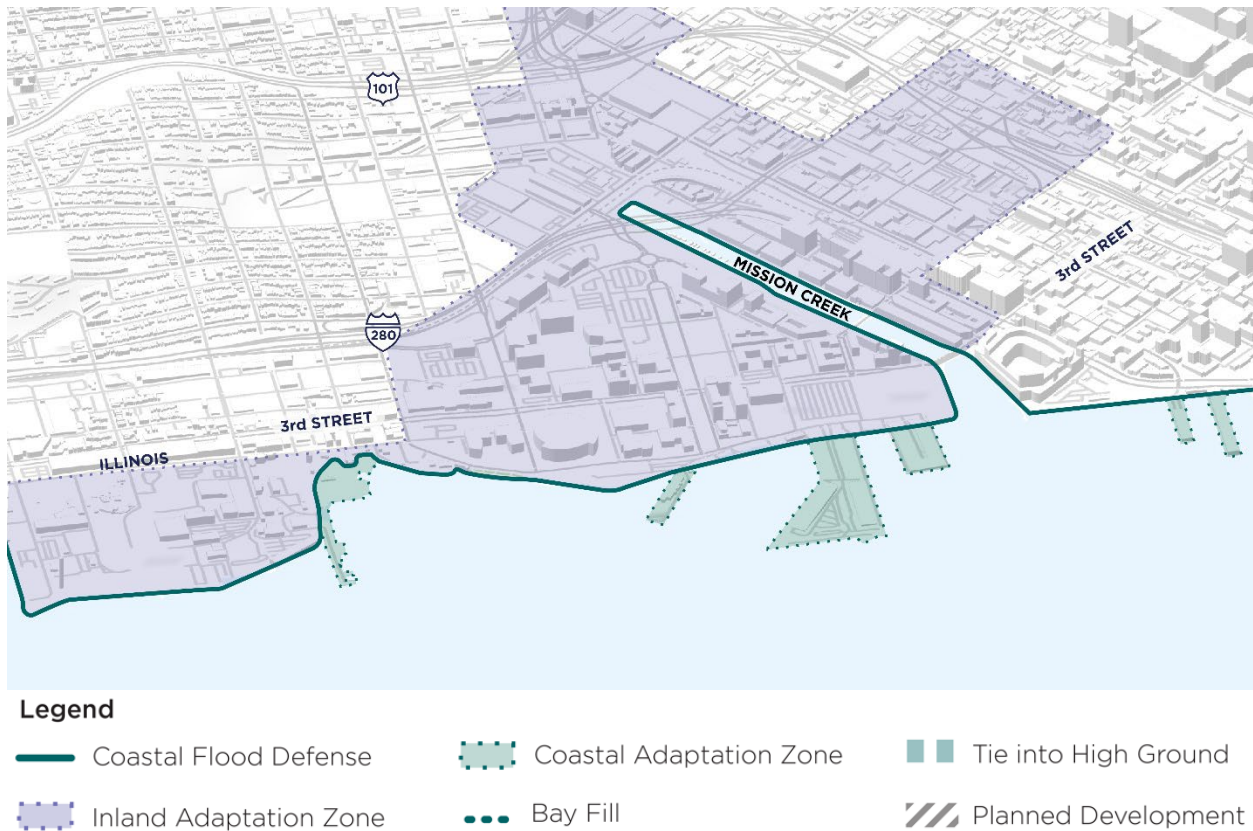 101
3rd STREET
MISSION CREEK
280
3rd STREET
ILLINOIS
Legend
Coastal Flood Defense
Coastal Adaptation Zone
Tie into High Ground
Inland Adaptation Zone
Bay Fill
Planned Development